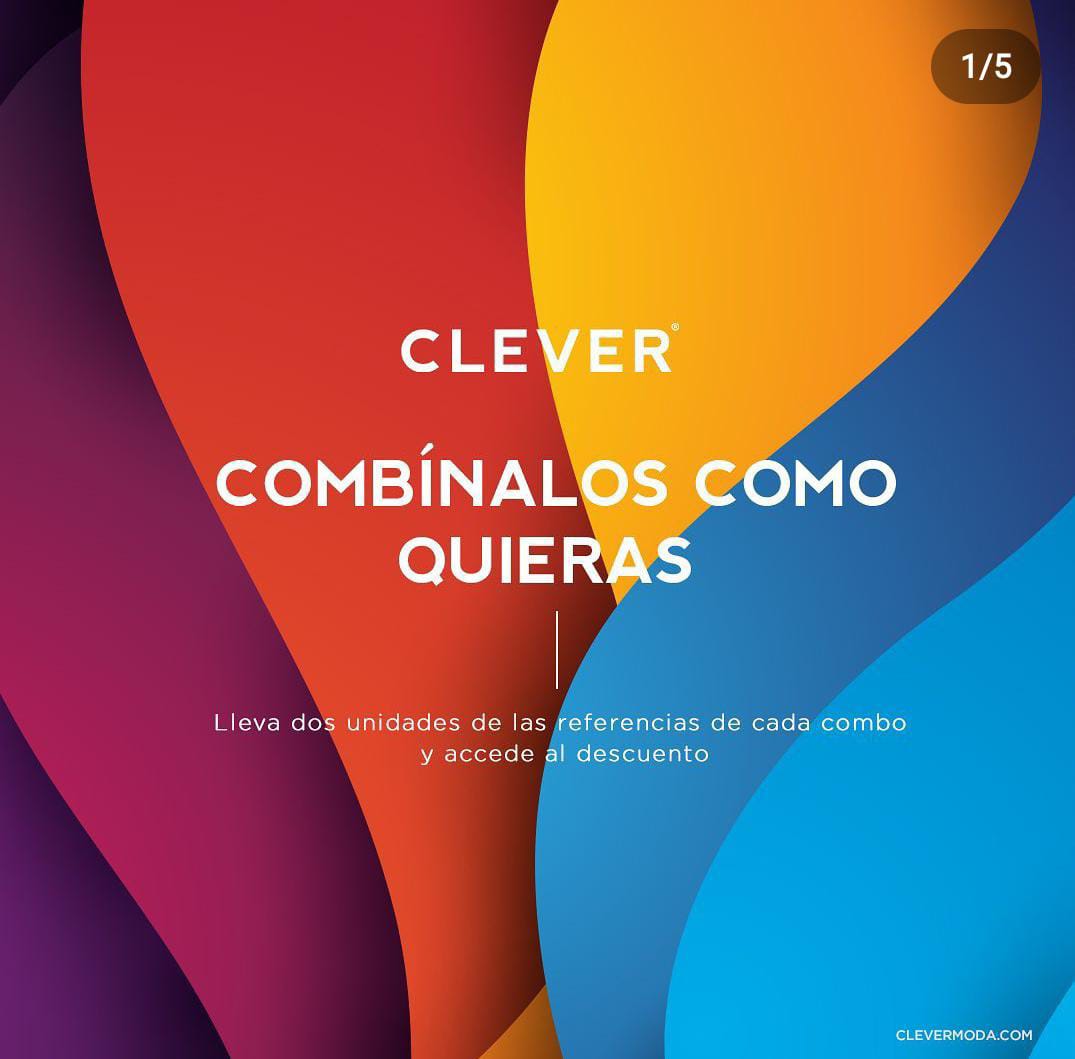 1/5
CLEVER®
COMBÍNALOS COMO
QUIERAS
Lleva dos unidades de las referencias de cada combo
y accede al descuento
CLEVERMODA.COM